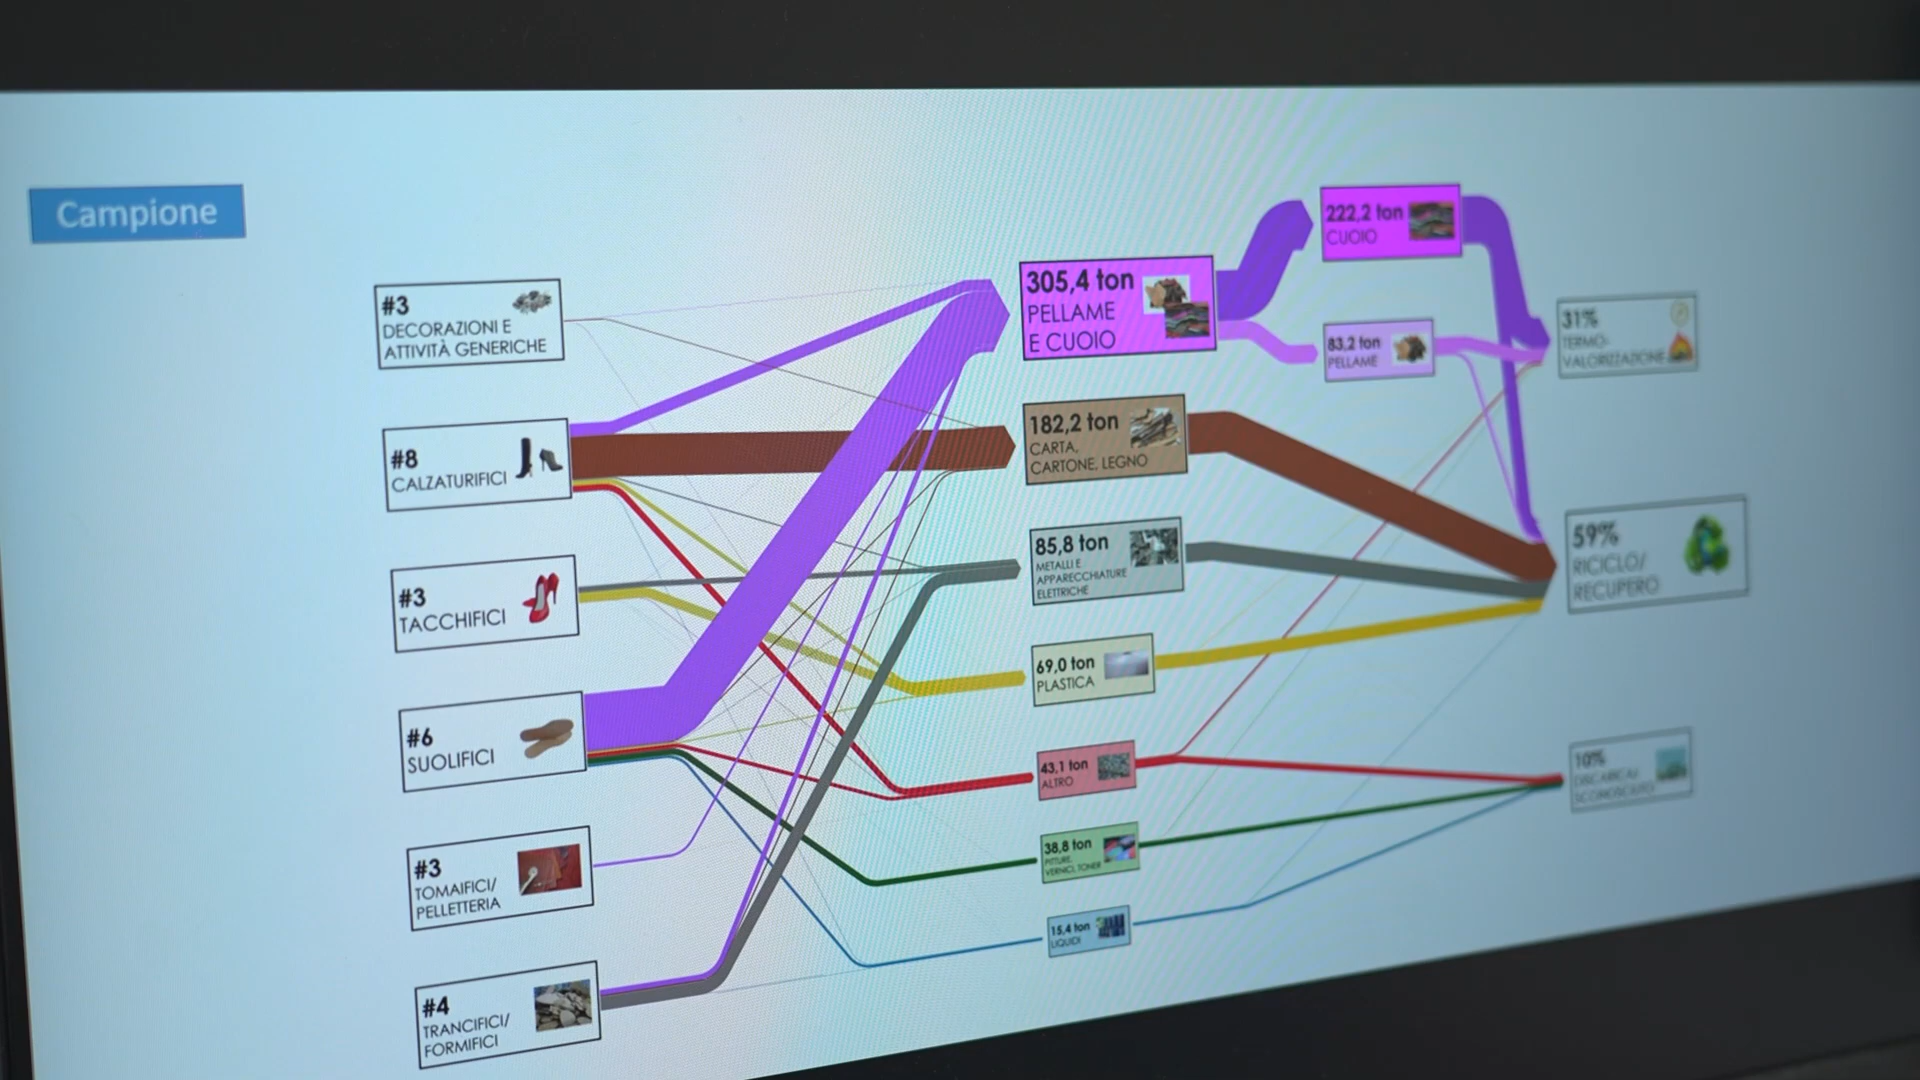 Campione
#3
DECORAZIONI E
ATTIVITÀ GENERICHE
#8
CALZATURIFICI
#3
TACCHIFICI
#6
SUOLIFICI
#3
TOMAIFICI/
PELLETTERIA
#4
TRANCIFICI/
FORMIFICI
305,4 ton
PELLAME
E CUOIO
182,2 ton
CARTA,
CARTONE, LEGNO
85,8 ton
METALLI E
APPARECCHIATURE
ELETTRICHE
69,0 ton
PLASTICA
43,1 ton
ALTRO
38,8 ton
PITTURE,
VERNICI, TONER
15,4 ton
LIQUIDI
222,2 ton
CUOIO
83,2 ton
PELLAME
31%
TERMO-
VALORIZZAZIONE
59%
RICICLO/
RECUPERO
10%